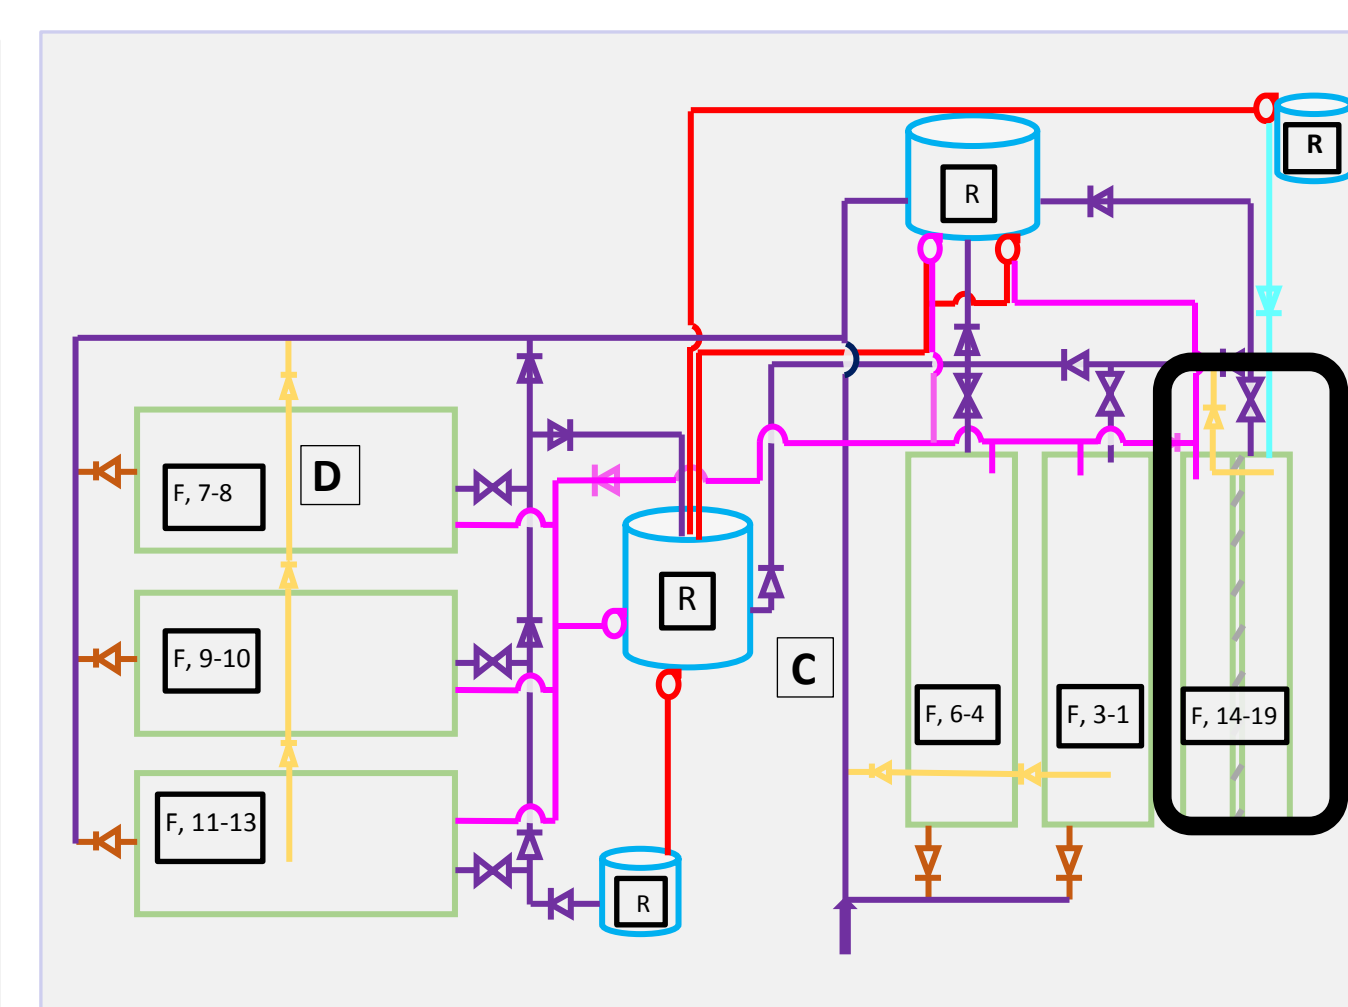 R
R
D
F, 7-8
R
F, 9-10
C
F, 6-4
F, 3-1
F, 14-19
F, 11-13
R